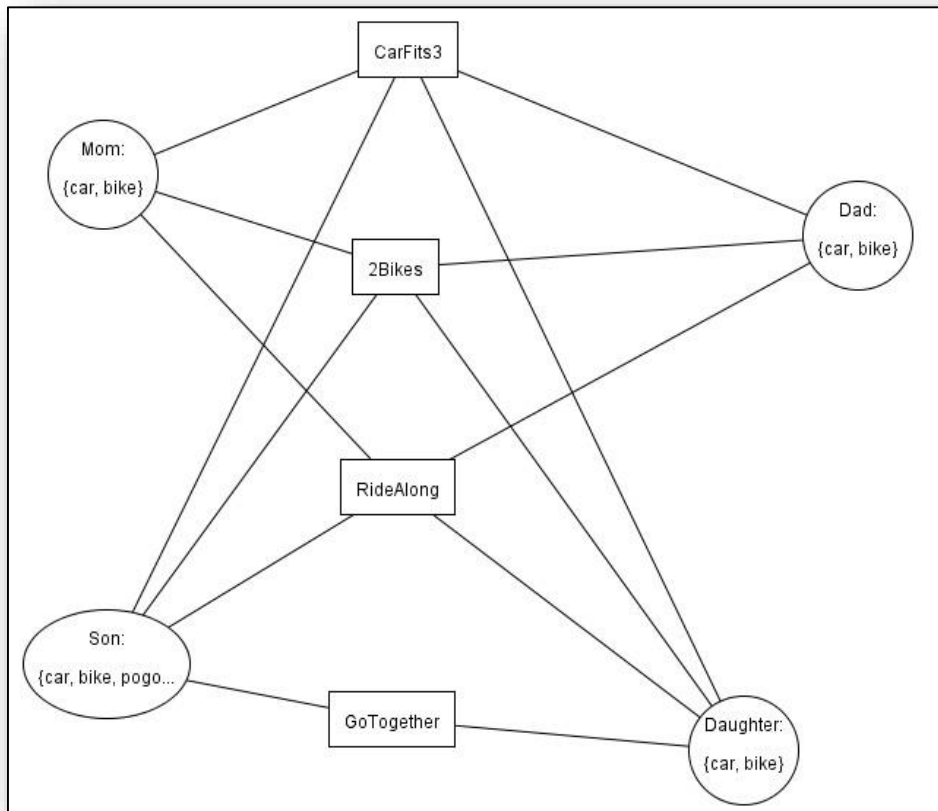 CarFits3
Mom:
{car, bike}
Dad:
{car, bike}
2Bikes
RideAlong
Son:
{car, bike, pogo...
GoTogether
Daughter:
{car, bike}